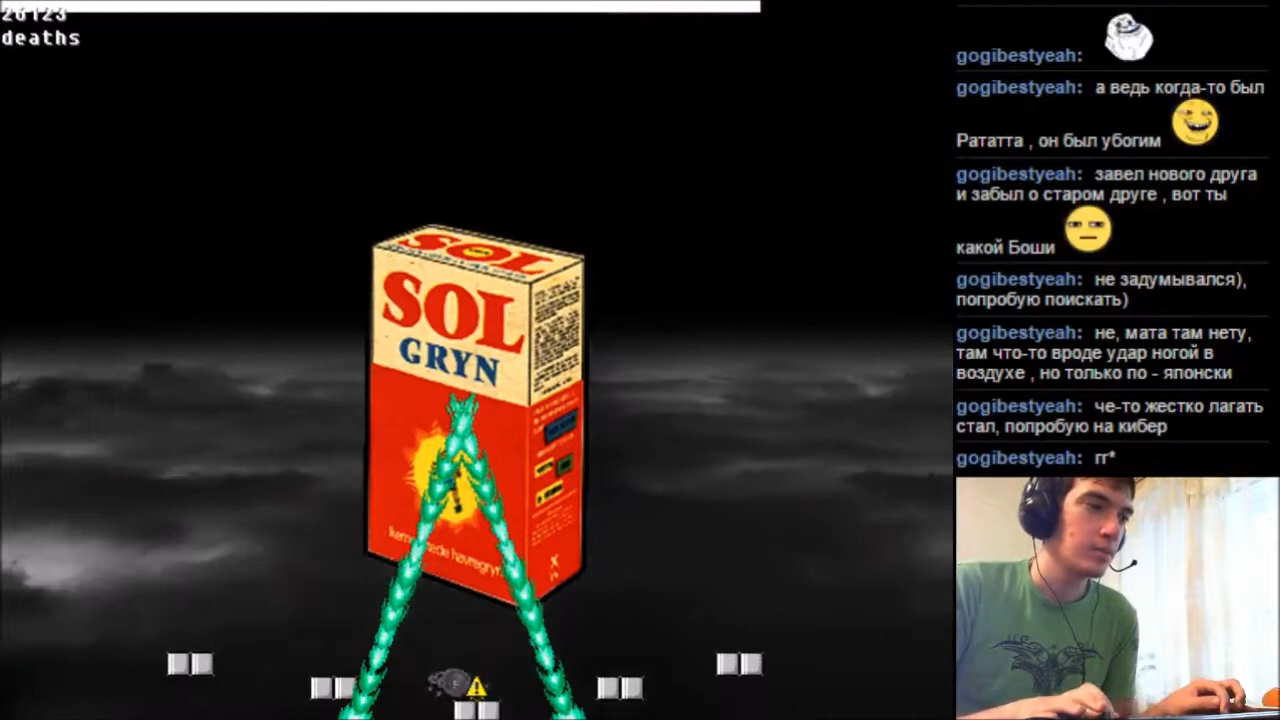 26123
deaths
SOL
SOL
GRYN
gogibestyeah:
gogibestyeah: а ведь когда-то был
Рататта , он был убогим
gogibestyeah: завел нового друга
и забыл о старом друге , вот ты
какой Боши
gogibestyeah: не задумывался),
попробую поискать)
gogibestyeah: не, мата там нету,
там что-то вроде удар ногой в
воздухе , но только по - японски
gogibestyeah: че-то жестко лагать
стал, попробую на кибер
gogibestyeah: гг*